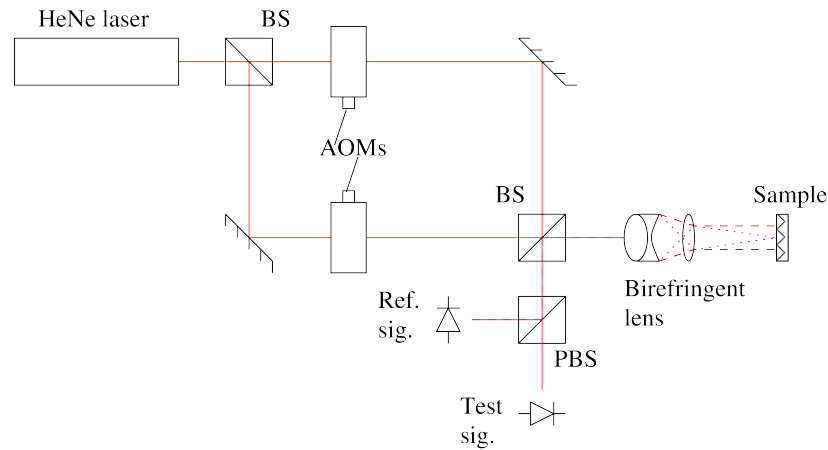 HeNe laser
BS
AOMs
BS
Sample
Birefringent
lens
Ref.
sig.
PBS
Test
sig.